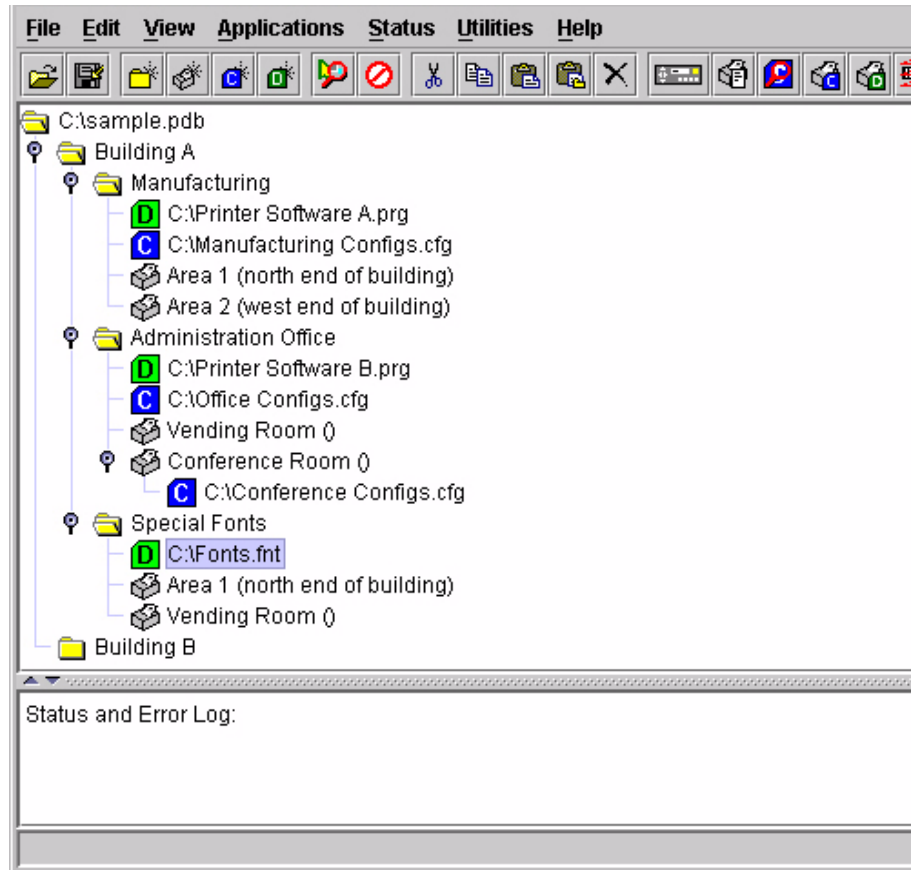 File Edit View Applications Status Utilities Help
C:\sample.pdb
Building A
Manufacturing
D C:\Printer Software A.prg
C C:\Manufacturing Configs.cfg
Area 1 (north end of building)
Area 2 (west end of building)
Administration Office
D C:\Printer Software B.prg
C C:\Office Configs.cfg
Vending Room ()
Conference Room ()
C C:\Conference Configs.cfg
Special Fonts
D C:\Fonts.fnt
Area 1 (north end of building)
Vending Room ()
Building B
Status and Error Log: